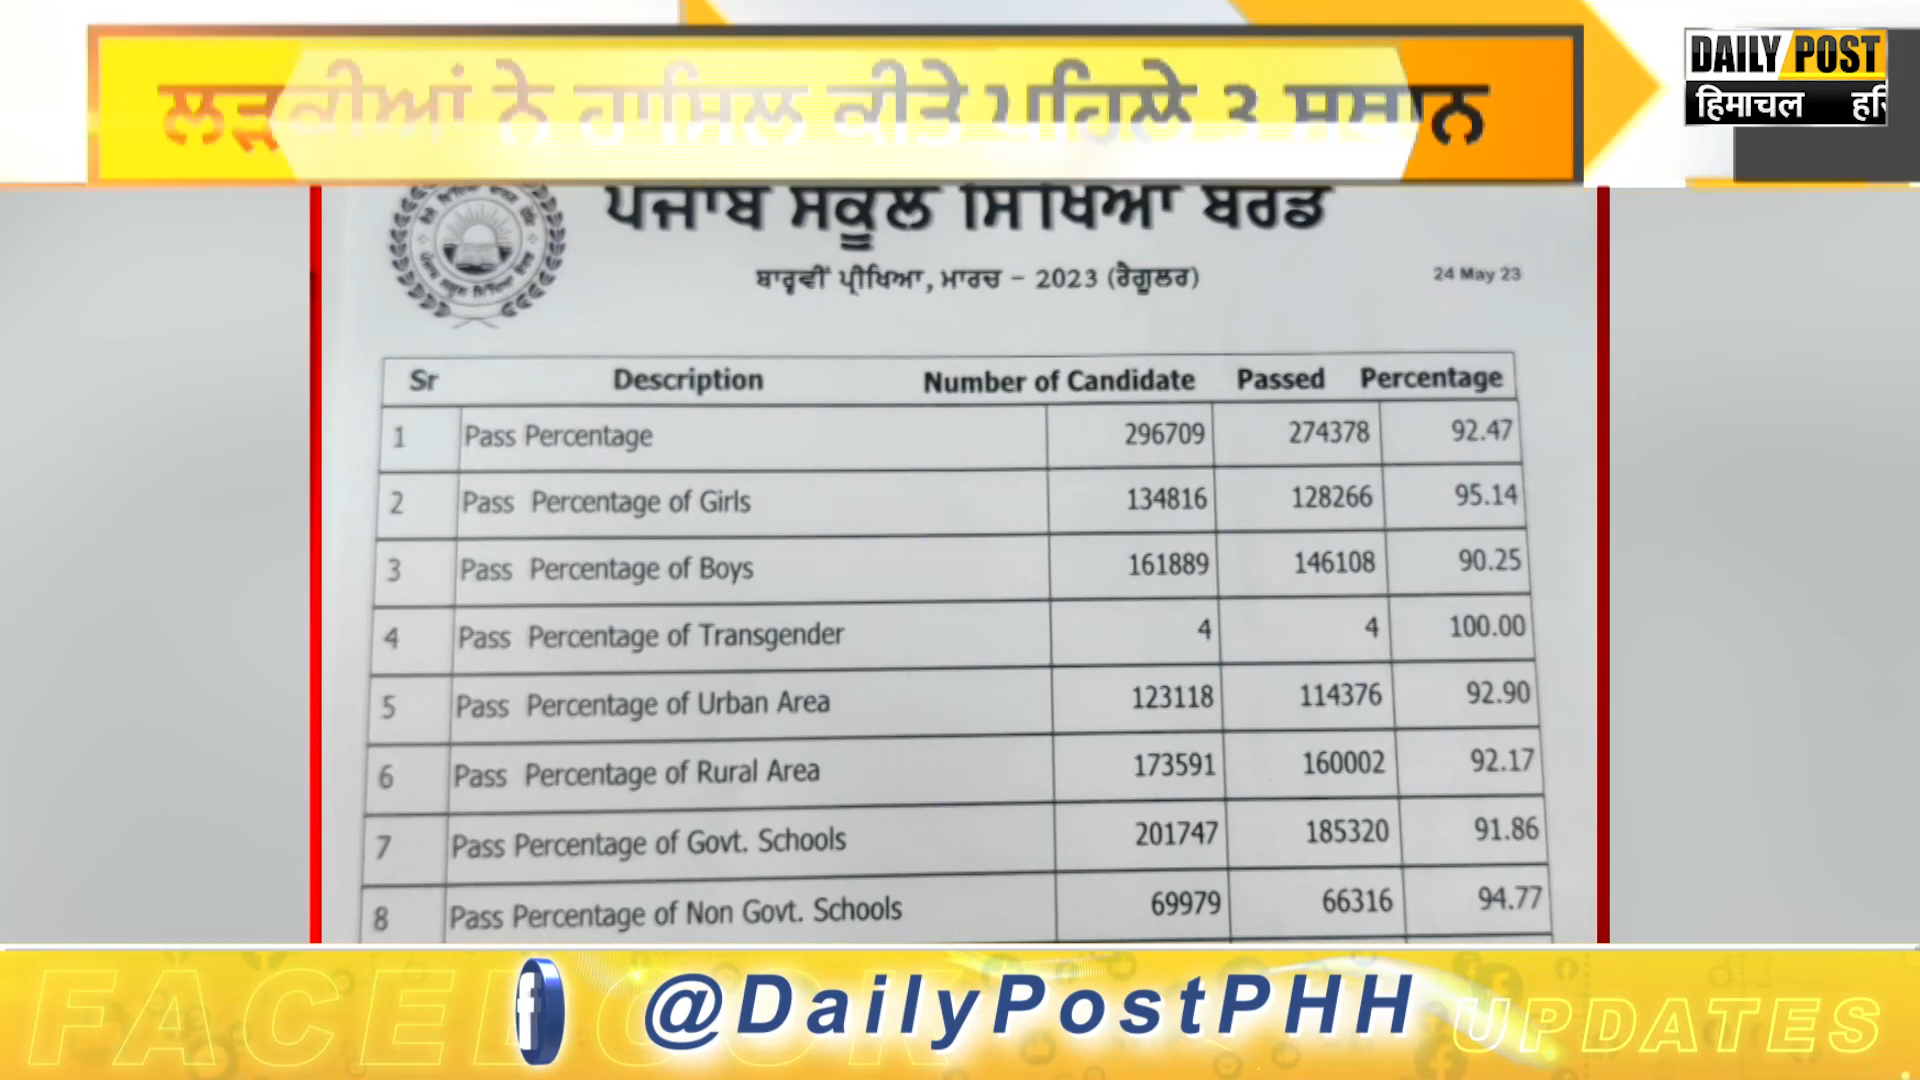 ਲੜਕੀਆਂ ਨੇ ਹਾਸਿਲ ਕੀਤੇ ਪਹਿਲੇ 3 ਸਥਾਨ
DAILY POST
हिमाचल
ਪੰਜਾਬ ਸਕੂਲ ਸਿੱਖਿਆ ਬੋਰਡ
ਬਾਰ੍ਹਵੀਂ ਪ੍ਰੀਖਿਆ, ਮਾਰਚ - 2023 (ਰੈਗੂਲਰ)
24 May 23
Sr Description Number of Candidate Passed Percentage
1 Pass Percentage 296709 274378 92.47
2 Pass Percentage of Girls 134816 128266 95.14
3 Pass Percentage of Boys 161889 146108 90.25
4 Pass Percentage of Transgender 4 4 100.00
5 Pass Percentage of Urban Area 123118 114376 92.90
6 Pass Percentage of Rural Area 173591 160002 92.17
7 Pass Percentage of Govt. Schools 201747 185320 91.86
8 Pass Percentage of Non Govt. Schools 69979 66316 94.77
@DailyPostPHH
UPDATES